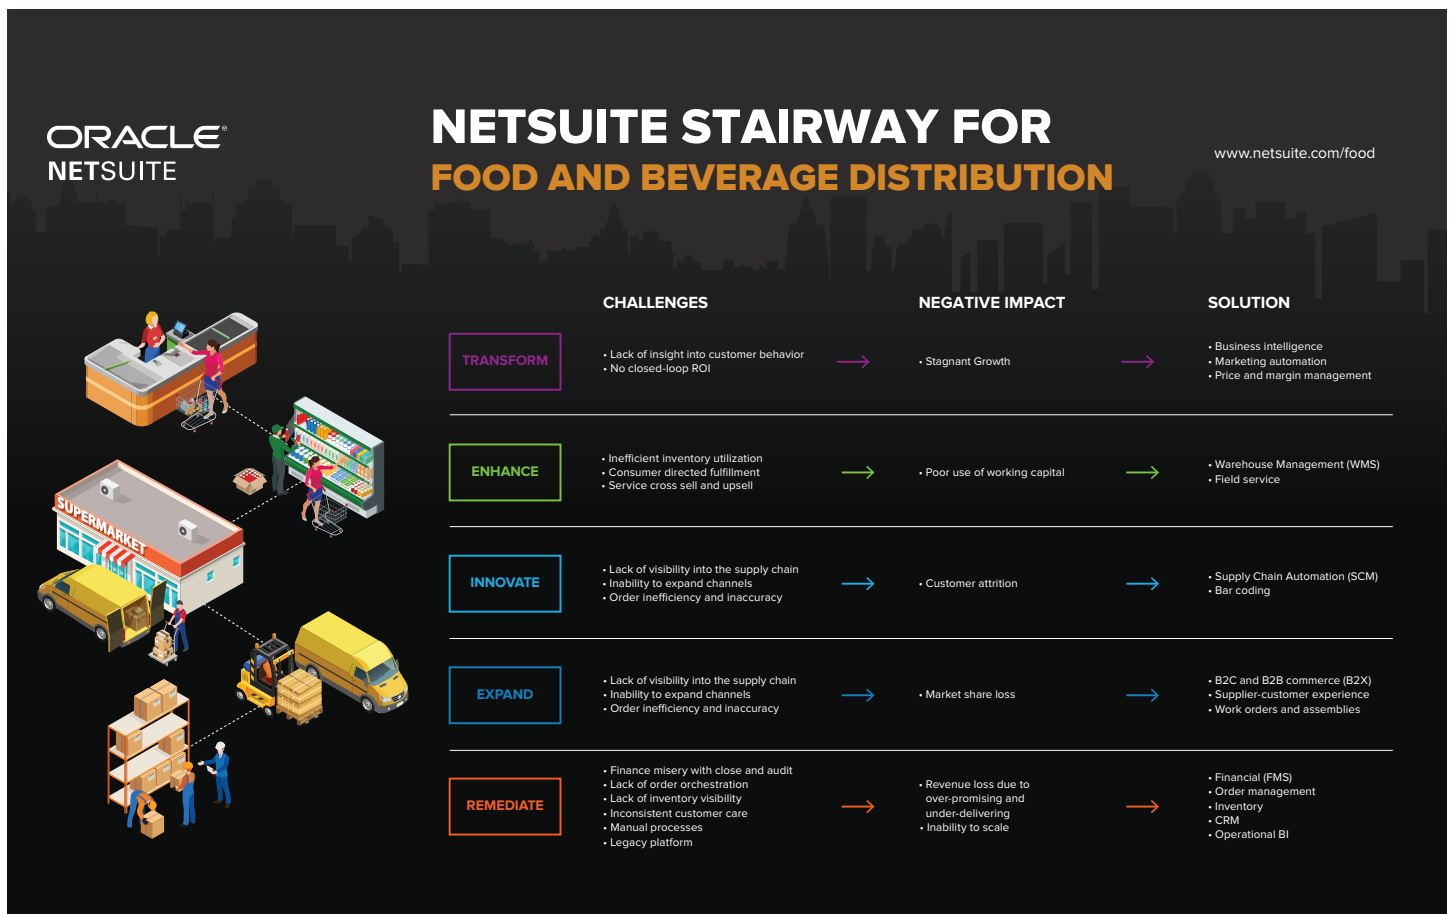 ORACLE®
NETSUITE
NETSUITE STAIRWAY FOR
FOOD AND BEVERAGE DISTRIBUTION
www.netsuite.com/food
CHALLENGES
NEGATIVE IMPACT
SOLUTION
TRANSFORM
• Lack of insight into customer behavior
• No closed-loop ROI
• Stagnant Growth
• Business intelligence
• Marketing automation
• Price and margin management
ENHANCE
• Inefficient inventory utilization
• Consumer directed fulfillment
• Service cross sell and upsell
• Poor use of working capital
• Warehouse Management (WMS)
• Field service
INNOVATE
• Lack of visibility into the supply chain
• Inability to expand channels
• Order inefficiency and inaccuracy
• Customer attrition
• Supply Chain Automation (SCM)
• Bar coding
EXPAND
• Lack of visibility into the supply chain
• Inability to expand channels
• Order inefficiency and inaccuracy
• Market share loss
• B2C and B2B commerce (B2X)
• Supplier-customer experience
• Work orders and assemblies
REMEDIATE
• Finance misery with close and audit
• Lack of order orchestration
• Lack of inventory visibility
• Inconsistent customer care
• Manual processes
• Legacy platform
• Revenue loss due to
over-promising and
under-delivering
• Inability to scale
• Financial (FMS)
• Order management
• Inventory
• CRM
• Operational BI
SUPERMARKET